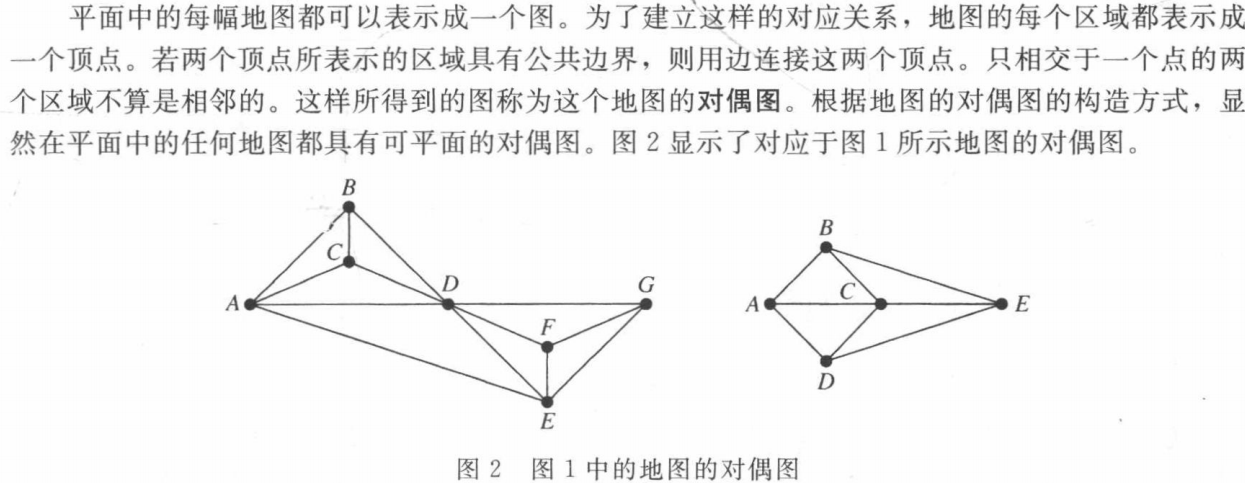 平面中的每幅地图都可以表示成一个图。为了建立这样的对应关系，地图的每个区域都表示成
一个顶点。若两个顶点所表示的区域具有公共边界，则用边连接这两个顶点。只相交于一个点的两
个区域不算是相邻的。这样所得到的图称为这个地图的对偶图。根据地图的对偶图的构造方式，显
然在平面中的任何地图都具有可平面的对偶图。图 2 显示了对应于图 1 所示地图的对偶图。
B
C
A
D
G
F
E
B
A
C
E
D
图 2 图 1 中的地图的对偶图